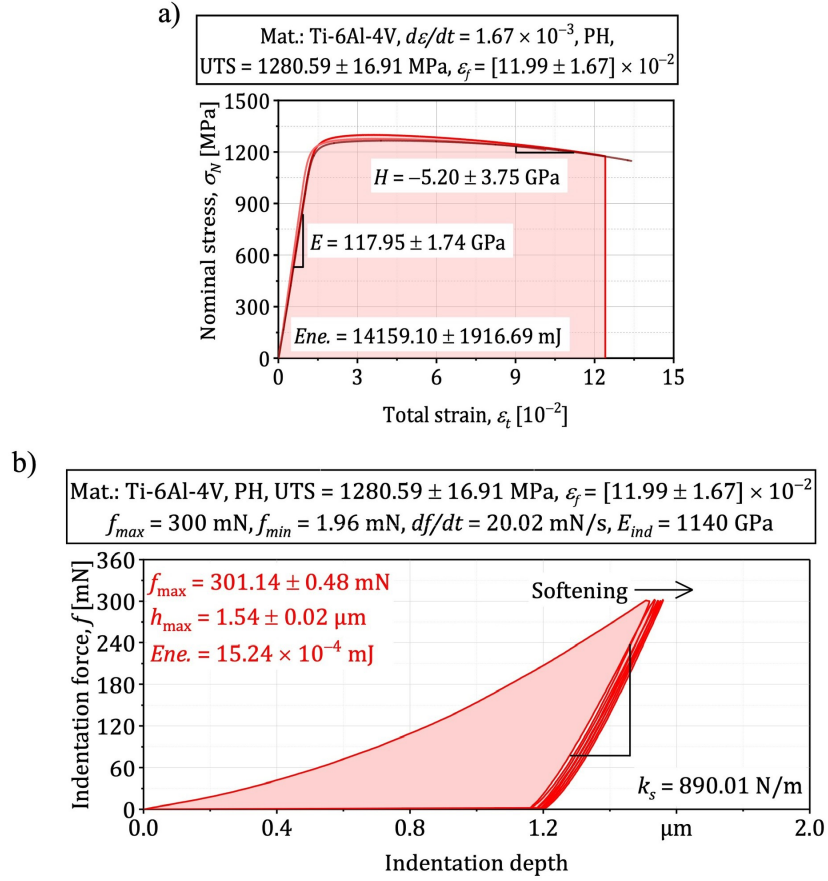 a)
Mat.: Ti-6Al-4V, dε/dt = 1.67 × 10⁻³, PH,
UTS = 1280.59 ± 16.91 MPa, ε_f = [11.99 ± 1.67] × 10⁻²
Nominal stress, σ_N [MPa]
1500
1200
900
600
300
0
H = −5.20 ± 3.75 GPa
E = 117.95 ± 1.74 GPa
Ene. = 14159.10 ± 1916.69 mJ
0 3 6 9 12 15
Total strain, ε_t [10⁻²]
b)
Mat.: Ti-6Al-4V, PH, UTS = 1280.59 ± 16.91 MPa, ε_f = [11.99 ± 1.67] × 10⁻²
f_max = 300 mN, f_min = 1.96 mN, df/dt = 20.02 mN/s, E_ind = 1140 GPa
Indentation force, f [mN]
360
300
240
180
120
60
0
f_max = 301.14 ± 0.48 mN
h_max = 1.54 ± 0.02 μm
Ene. = 15.24 × 10⁻⁴ mJ
Softening
k_s = 890.01 N/m
0.0 0.4 0.8 1.2 μm 2.0
Indentation depth